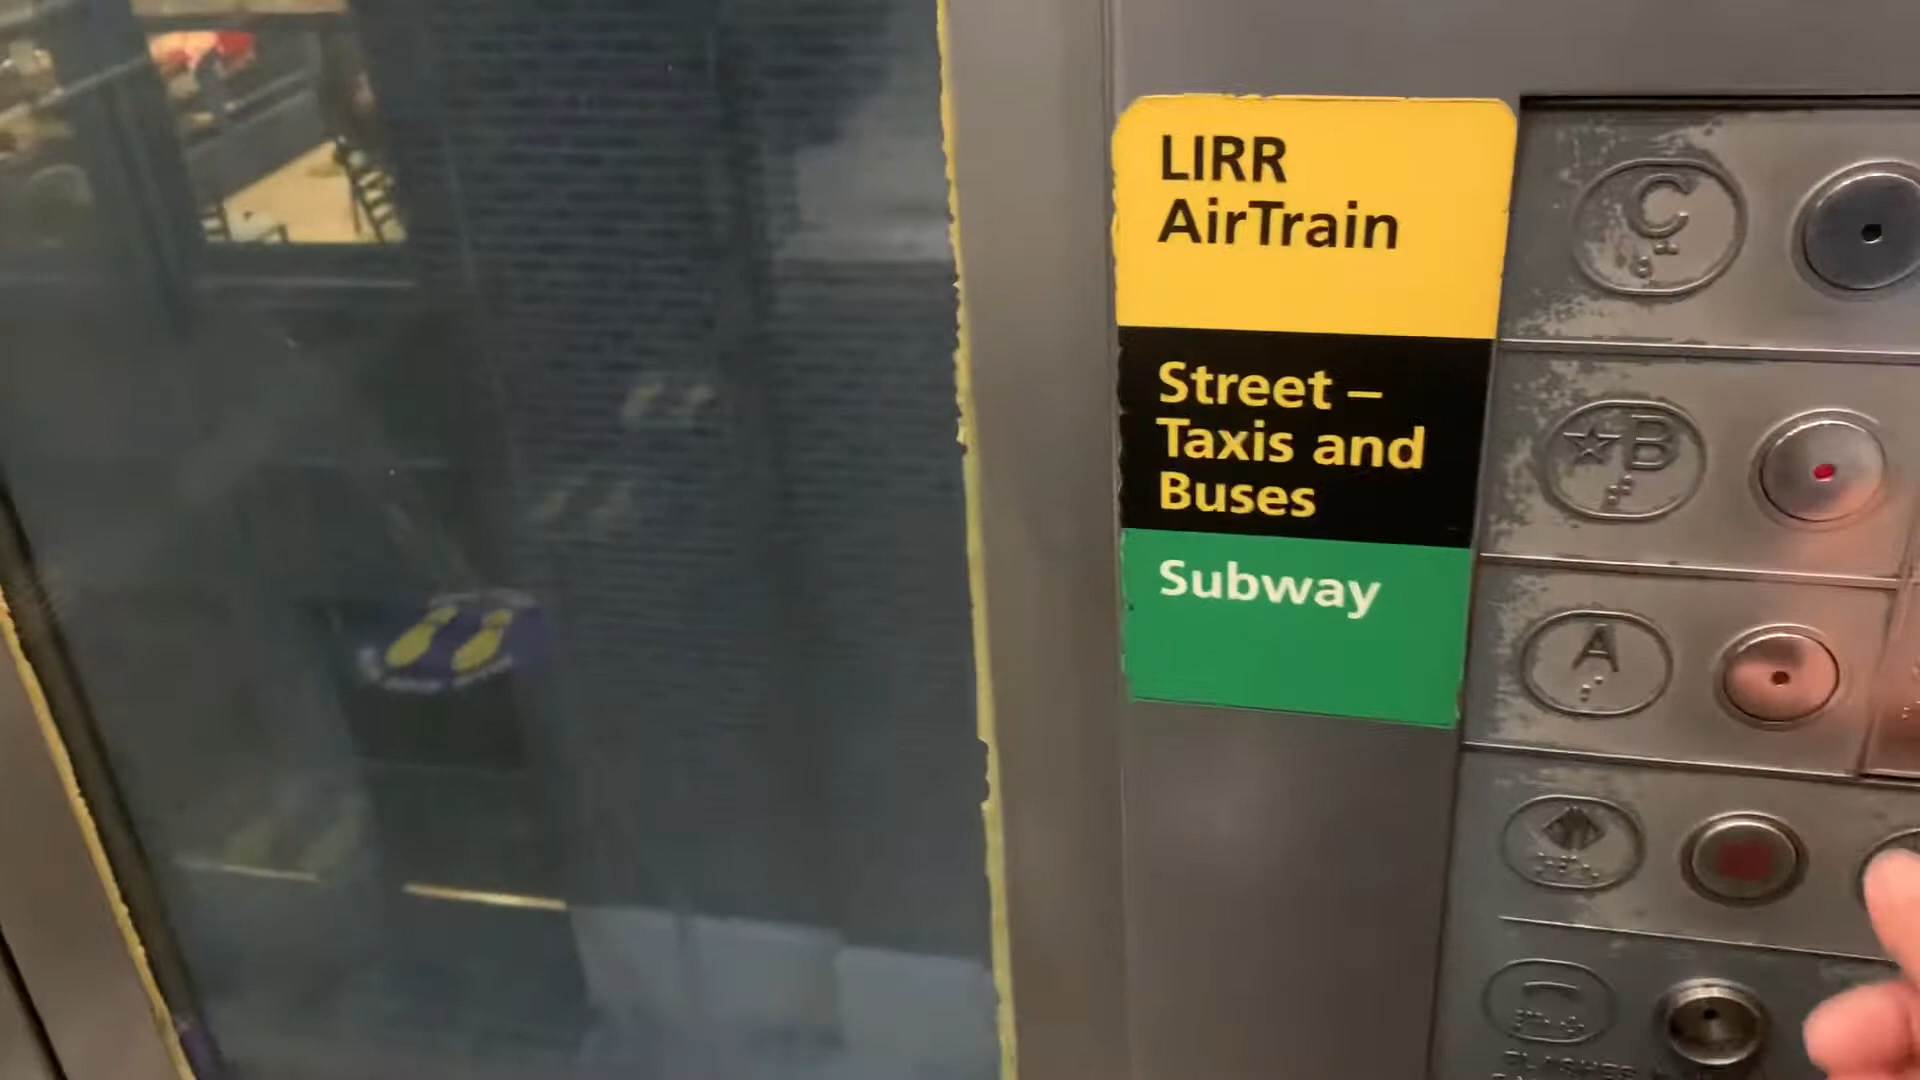 LIRR
AirTrain
C
Street –
Taxis and
Buses
★B
Subway
A